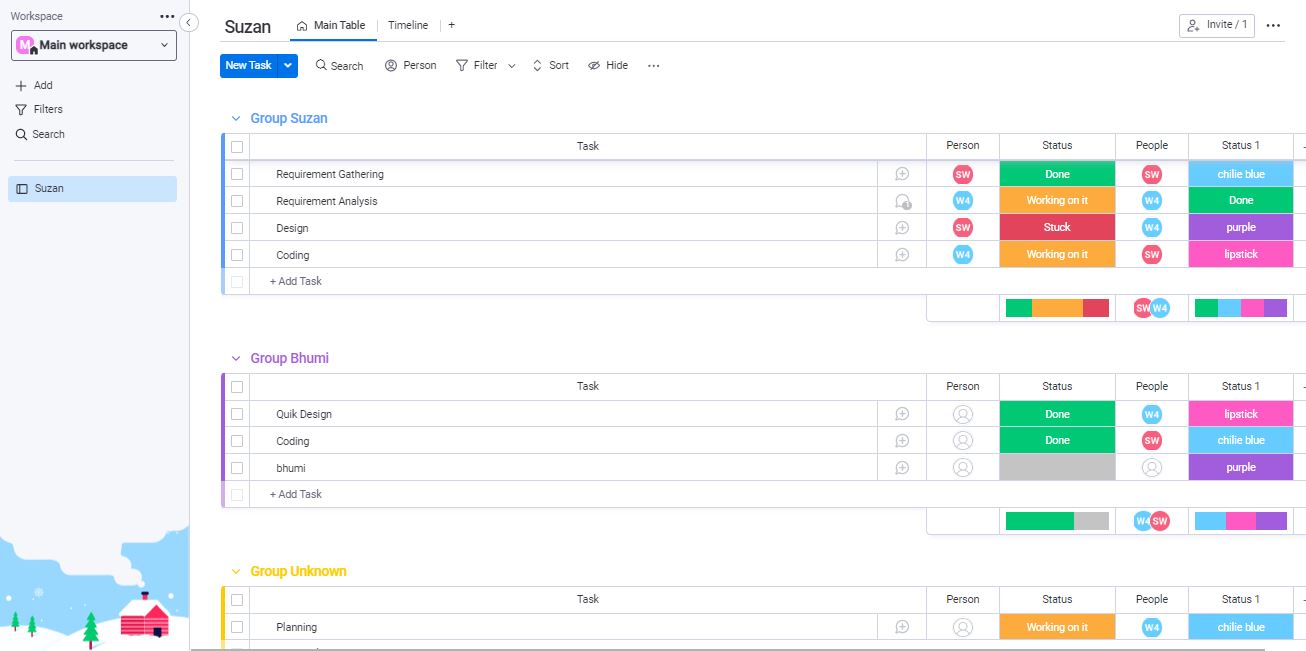 Workspace
M Main workspace
Add
Filters
Search
Suzan
Suzan Main Table Timeline + Invite / 1
New Task Search Person Filter Sort Hide
Group Suzan
Task Person Status People Status 1
Requirement Gathering SW Done SW chilie blue
Requirement Analysis 1 W4 Working on it W4 Done
Design SW Stuck W4 purple
Coding W4 Working on it SW lipstick
+ Add Task
SW W4
Group Bhumi
Task Person Status People Status 1
Quik Design Done W4 lipstick
Coding Done SW chilie blue
bhumi purple
+ Add Task
W4 SW
Group Unknown
Task Person Status People Status 1
Planning Working on it W4 chilie blue